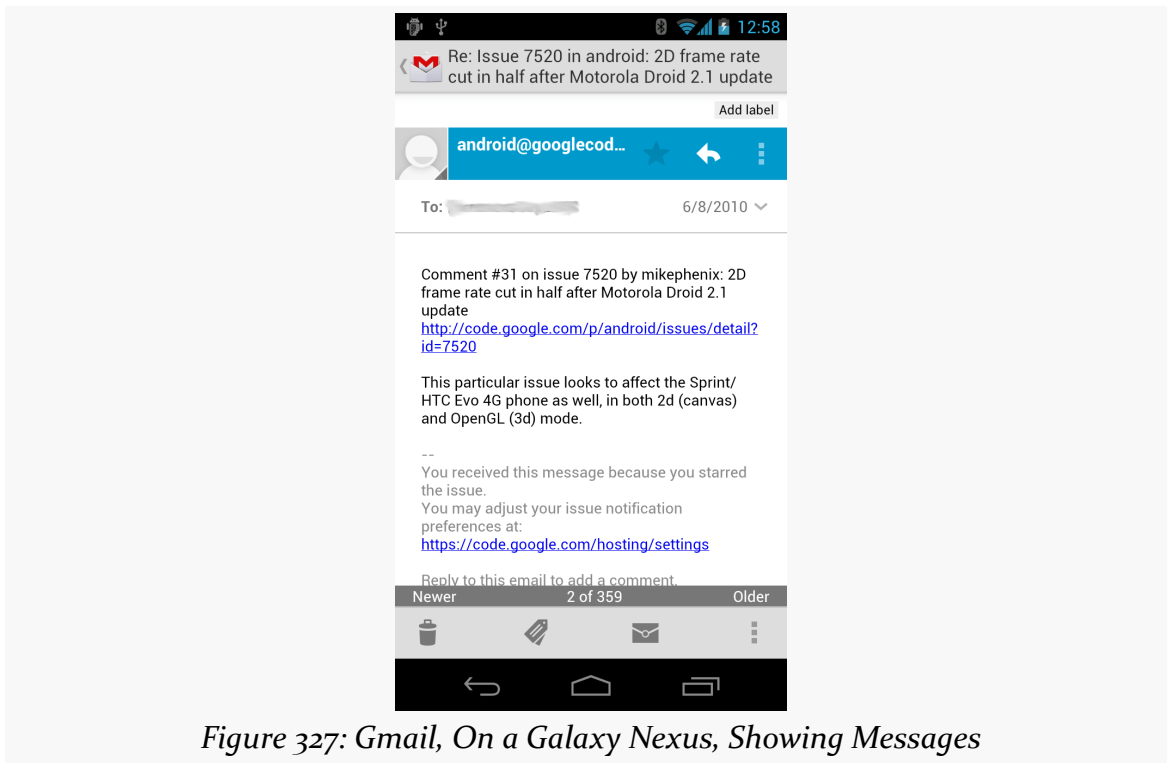 12:58
Re: Issue 7520 in android: 2D frame rate
cut in half after Motorola Droid 2.1 update
Add label
android@googlecod...
To:
6/8/2010
Comment #31 on issue 7520 by mikephenix: 2D
frame rate cut in half after Motorola Droid 2.1
update
http://code.google.com/p/android/issues/detail?
id=7520
This particular issue looks to affect the Sprint/
HTC Evo 4G phone as well, in both 2d (canvas)
and OpenGL (3d) mode.
--
You received this message because you starred
the issue.
You may adjust your issue notification
preferences at:
https://code.google.com/hosting/settings
Reply to this email to add a comment.
Newer 2 of 359 Older
Figure 327: Gmail, On a Galaxy Nexus, Showing Messages